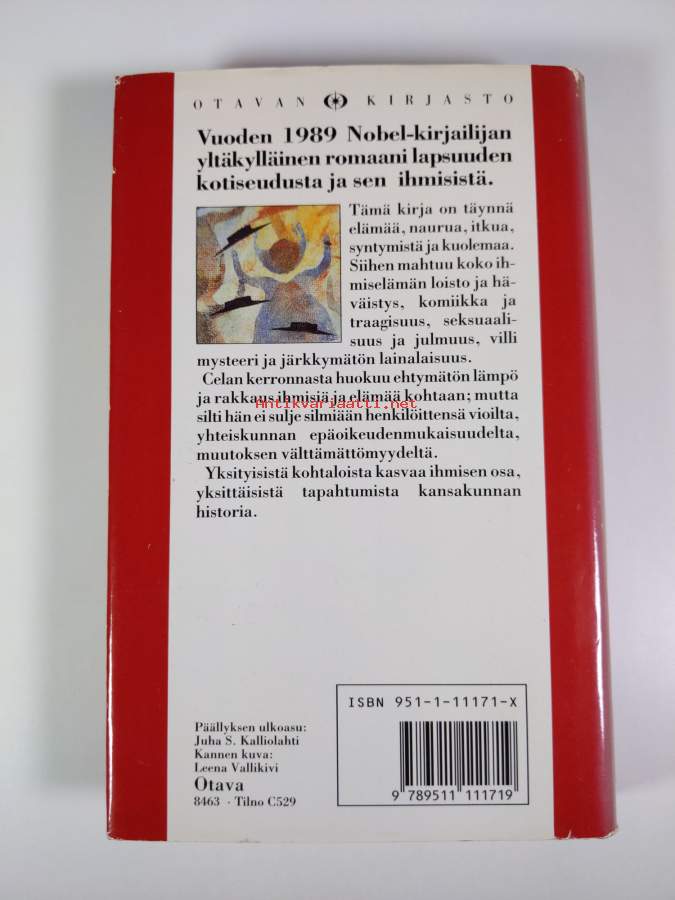 OTAVAN KIRJASTO
Vuoden 1989 Nobel-kirjailijan
yltäkylläinen romaani lapsuuden
kotiseudusta ja sen ihmisistä.
Tämä kirja on täynnä
elämää, naurua, itkua,
syntymistä ja kuolemaa.
Siihen mahtuu koko ih-
miselämän loisto ja hä-
väistys, komiikka ja
traagisuus, seksuaali-
suus ja julmuus, villi
mysteeri ja järkkymätön lainalaisuus.
Celan kerronnasta huokuu ehtymätön lämpö
ja rakkaus ihmisiä ja elämää kohtaan; mutta
Antikvariaatti.net
silti hän ei sulje silmiään henkilöittensä vioilta,
yhteiskunnan epäoikeudenmukaisuudelta,
muutoksen välttämättömyydeltä.
Yksityisistä kohtaloista kasvaa ihmisen osa,
yksittäisistä tapahtumista kansakunnan
historia.
ISBN 951-1-11171-X
9 789511 111719
Päällyksen ulkoasu:
Juha S. Kalliolahti
Kannen kuva:
Leena Vallikivi
Otava
8463 · Tilno C529